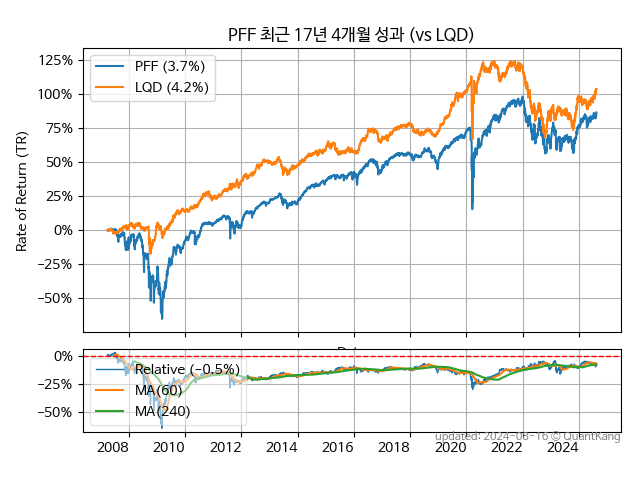 PFF 최근 17년 4개월 성과 (vs LQD)
Rate of Return (TR)
125%
100%
75%
50%
25%
0%
−25%
−50%
PFF (3.7%)
LQD (4.2%)
0%
−25%
−50%
Relative (−0.5%)
MA(60)
MA(240)
2008 2010 2012 2014 2016 2018 2020 2022 2024
updated: 2024-08-16 © QuantKang